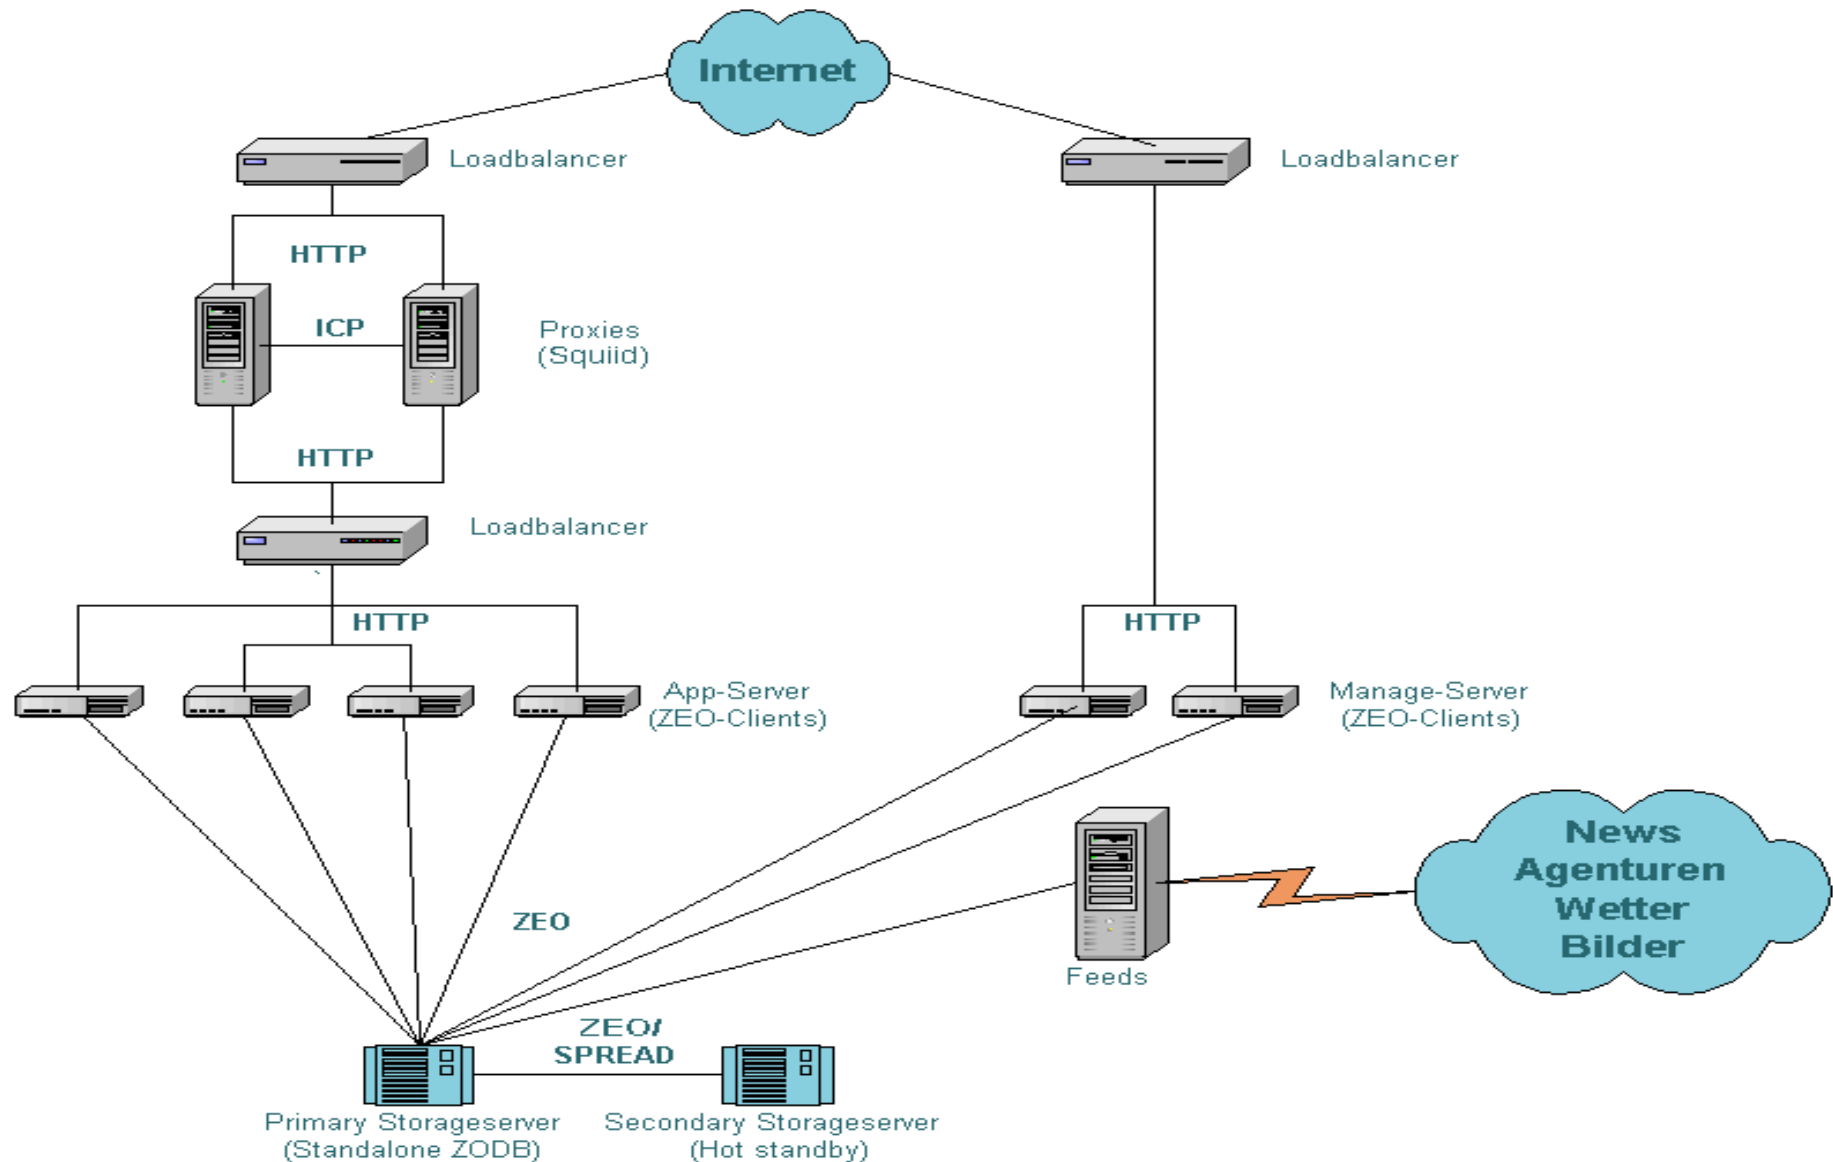 Internet
Loadbalancer
Loadbalancer
HTTP
ICP
Proxies
(Squiid)
HTTP
Loadbalancer
HTTP
HTTP
App-Server
(ZEO-Clients)
Manage-Server
(ZEO-Clients)
News
Agenturen
Wetter
Bilder
ZEO
Feeds
ZEO/
SPREAD
Primary Storageserver
(Standalone ZODB)
Secondary Storageserver
(Hot standby)